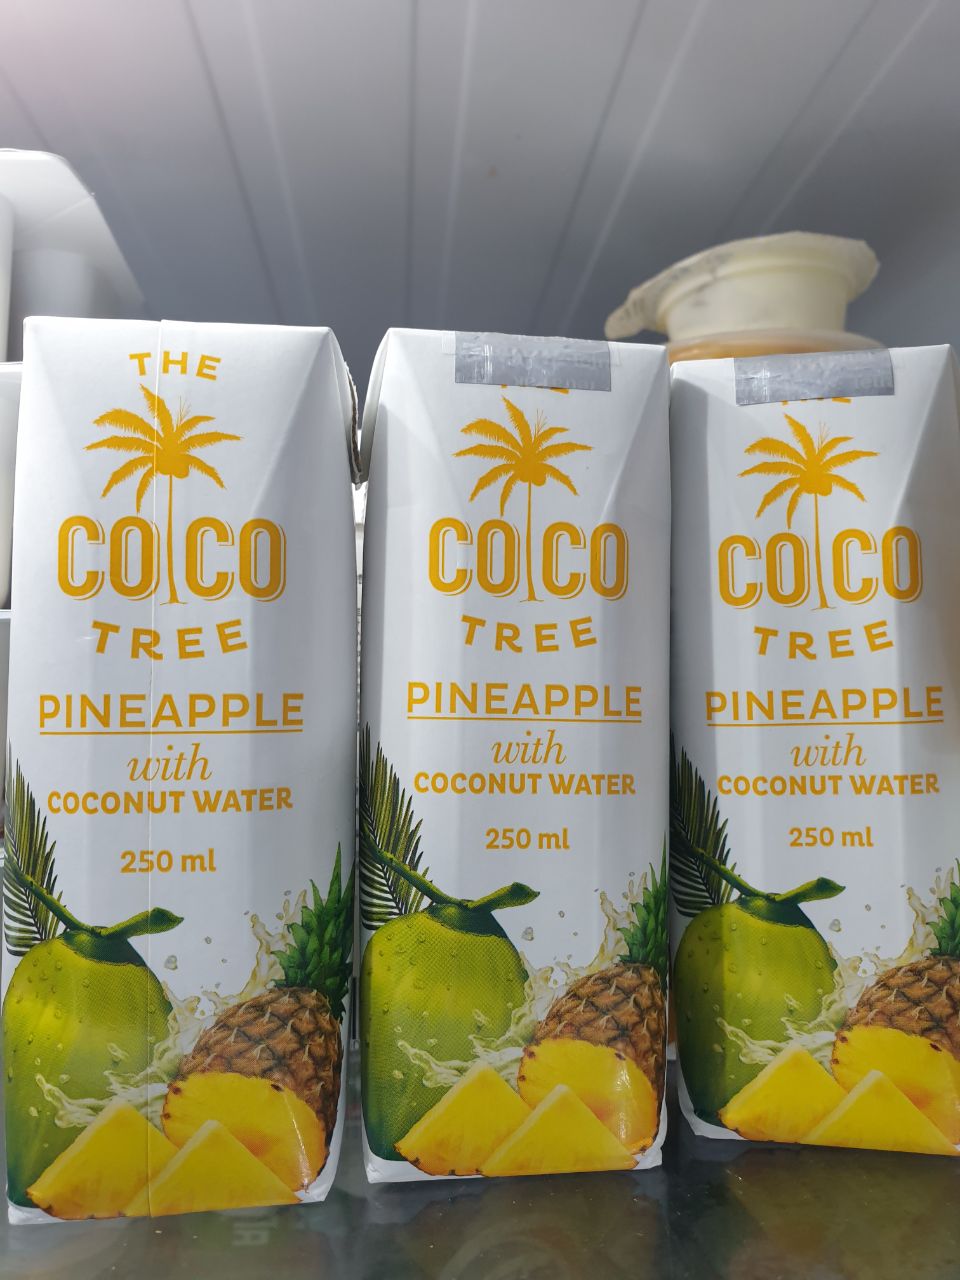 THE
COCO
TREE
PINEAPPLE
with
COCONUT WATER
250 ml
COCO
TREE
PINEAPPLE
with
COCONUT WATER
250 ml
COCO
TREE
PINEAPPLE
with
COCONUT WATER
250 ml